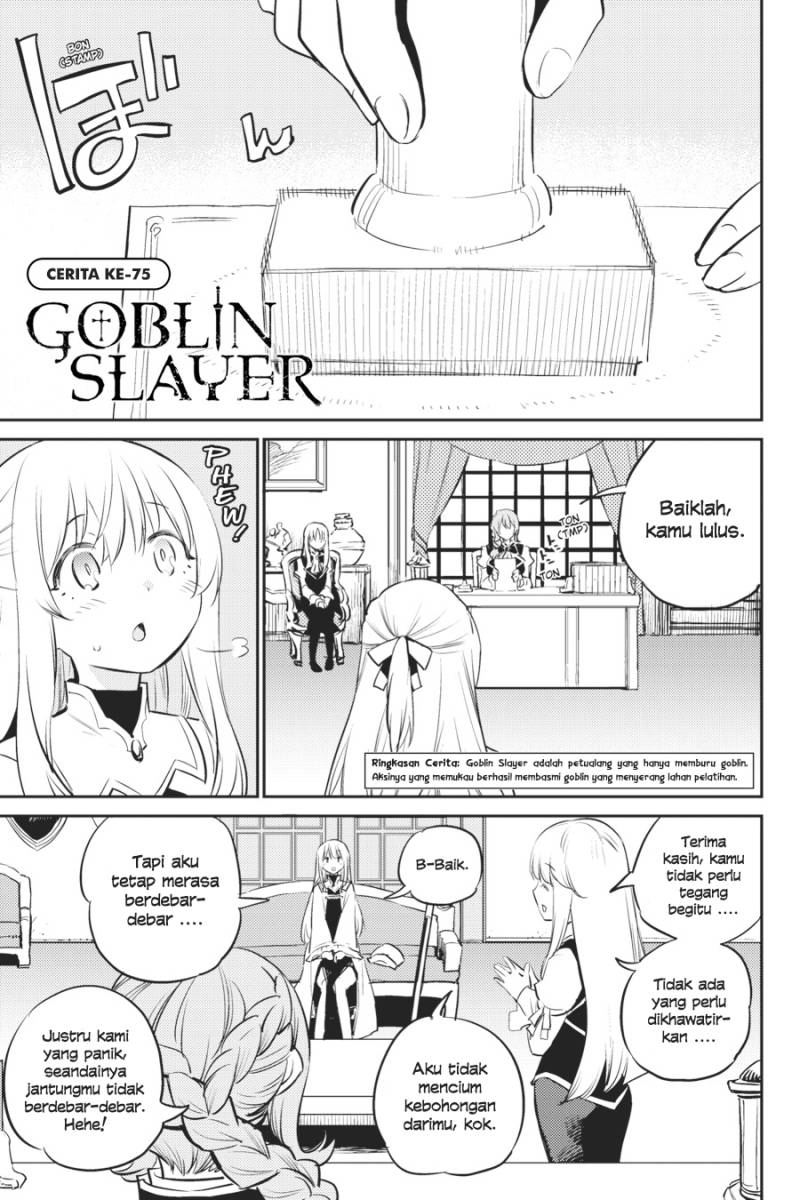 ぼ
BON
(STAMP)
ん
CERITA KE-75
GOBLIN
SLAYER
Baiklah,
kamu lulus.
TON
(TMP)
トン
TON
PHEW!
Ringkasan Cerita: Goblin Slayer adalah petualang yang hanya memburu goblin.
Aksinya yang memukau berhasil membasmi goblin yang menyerang lahan pelatihan.
Terima
kasih, kamu
tidak perlu
tegang
begitu ....
B-Baik.
Tapi aku
tetap merasa
berdebar-
debar ....
Tidak ada
yang perlu
dikhawatir-
kan ....
Aku tidak
mencium
kebohongan
darimu, kok.
Justru kami
yang panik,
seandainya
jantungmu tidak
berdebar-debar.
Hehe!